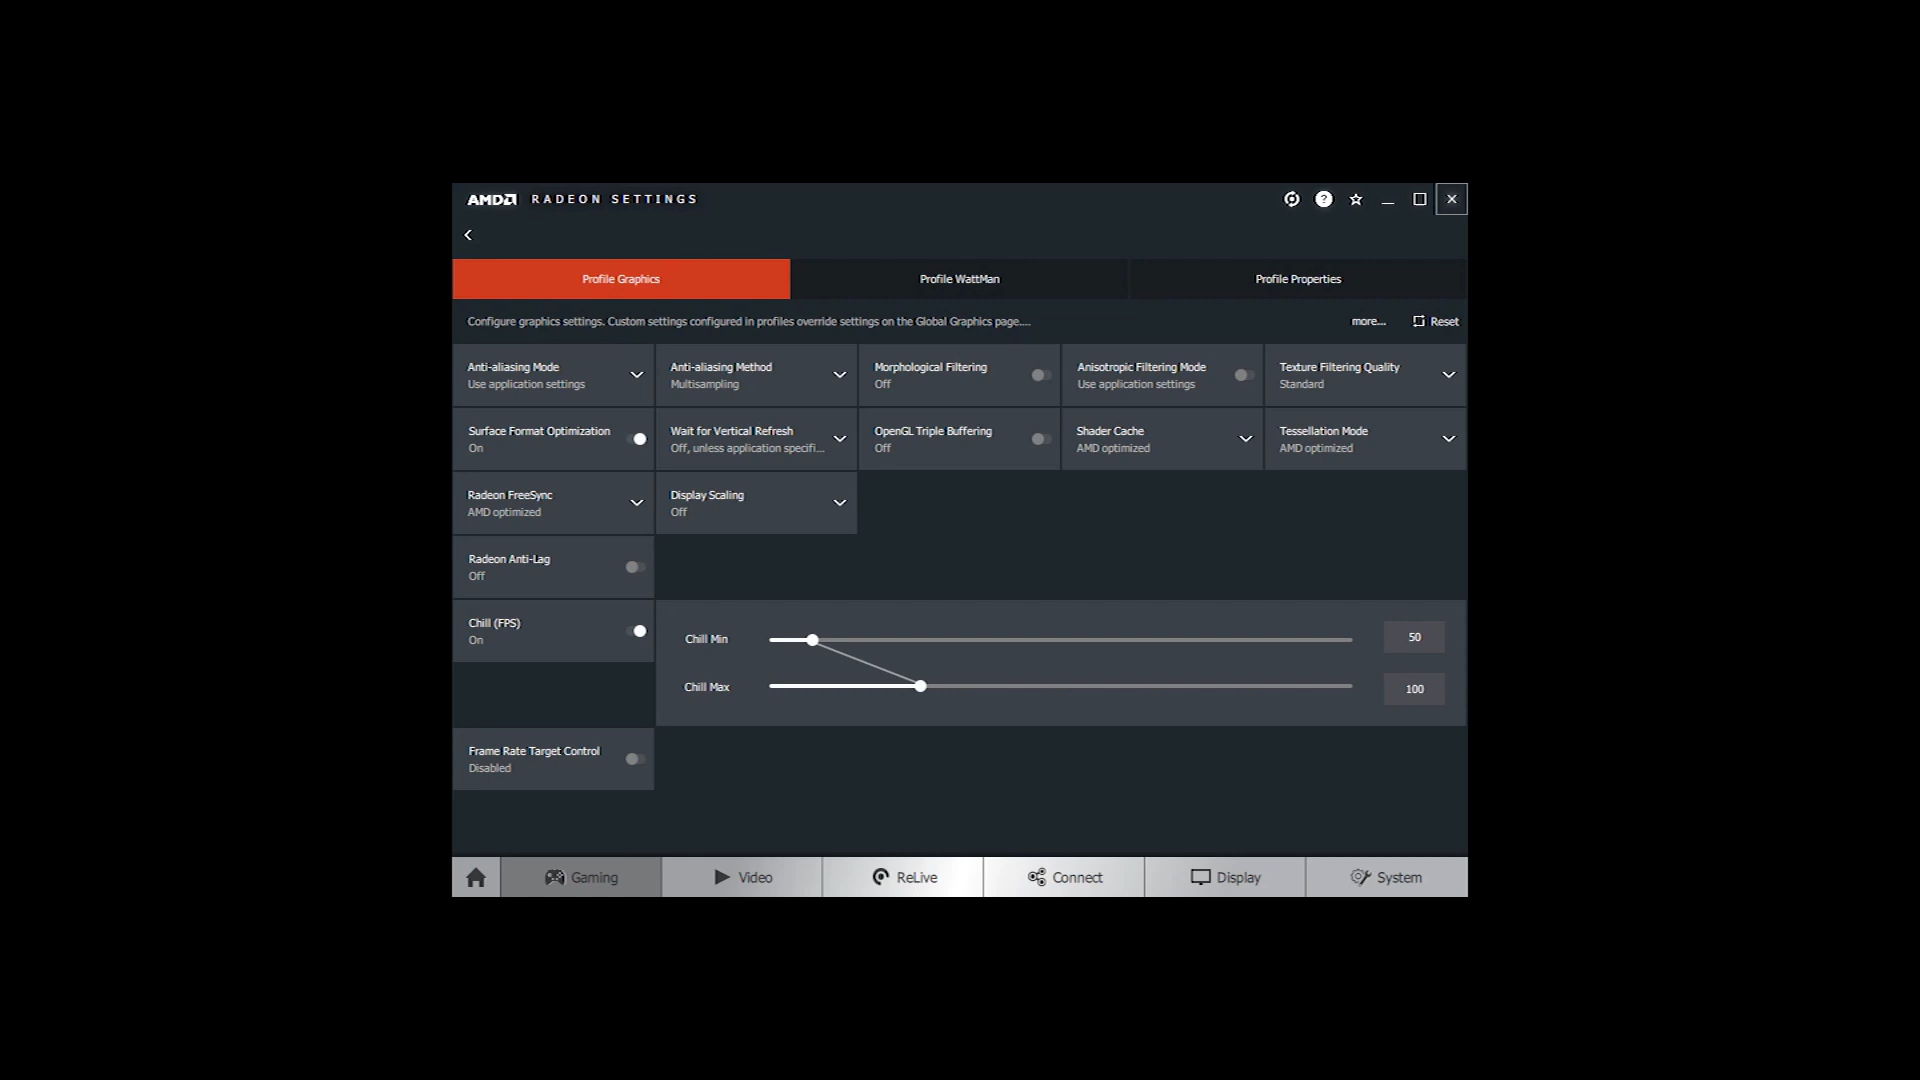 AMD RADEON SETTINGS
?
Profile Graphics
Profile WattMan
Profile Properties
Configure graphics settings. Custom settings configured in profiles override settings on the Global Graphics page....
more...
Reset
Anti-aliasing Mode
Use application settings
Anti-aliasing Method
Multisampling
Morphological Filtering
Off
Anisotropic Filtering Mode
Use application settings
Texture Filtering Quality
Standard
Surface Format Optimization
On
Wait for Vertical Refresh
Off, unless application specifi...
OpenGL Triple Buffering
Off
Shader Cache
AMD optimized
Tessellation Mode
AMD optimized
Radeon FreeSync
AMD optimized
Display Scaling
Off
Radeon Anti-Lag
Off
Chill (FPS)
On
Chill Min
50
Chill Max
100
Frame Rate Target Control
Disabled
Gaming
Video
ReLive
Connect
Display
System